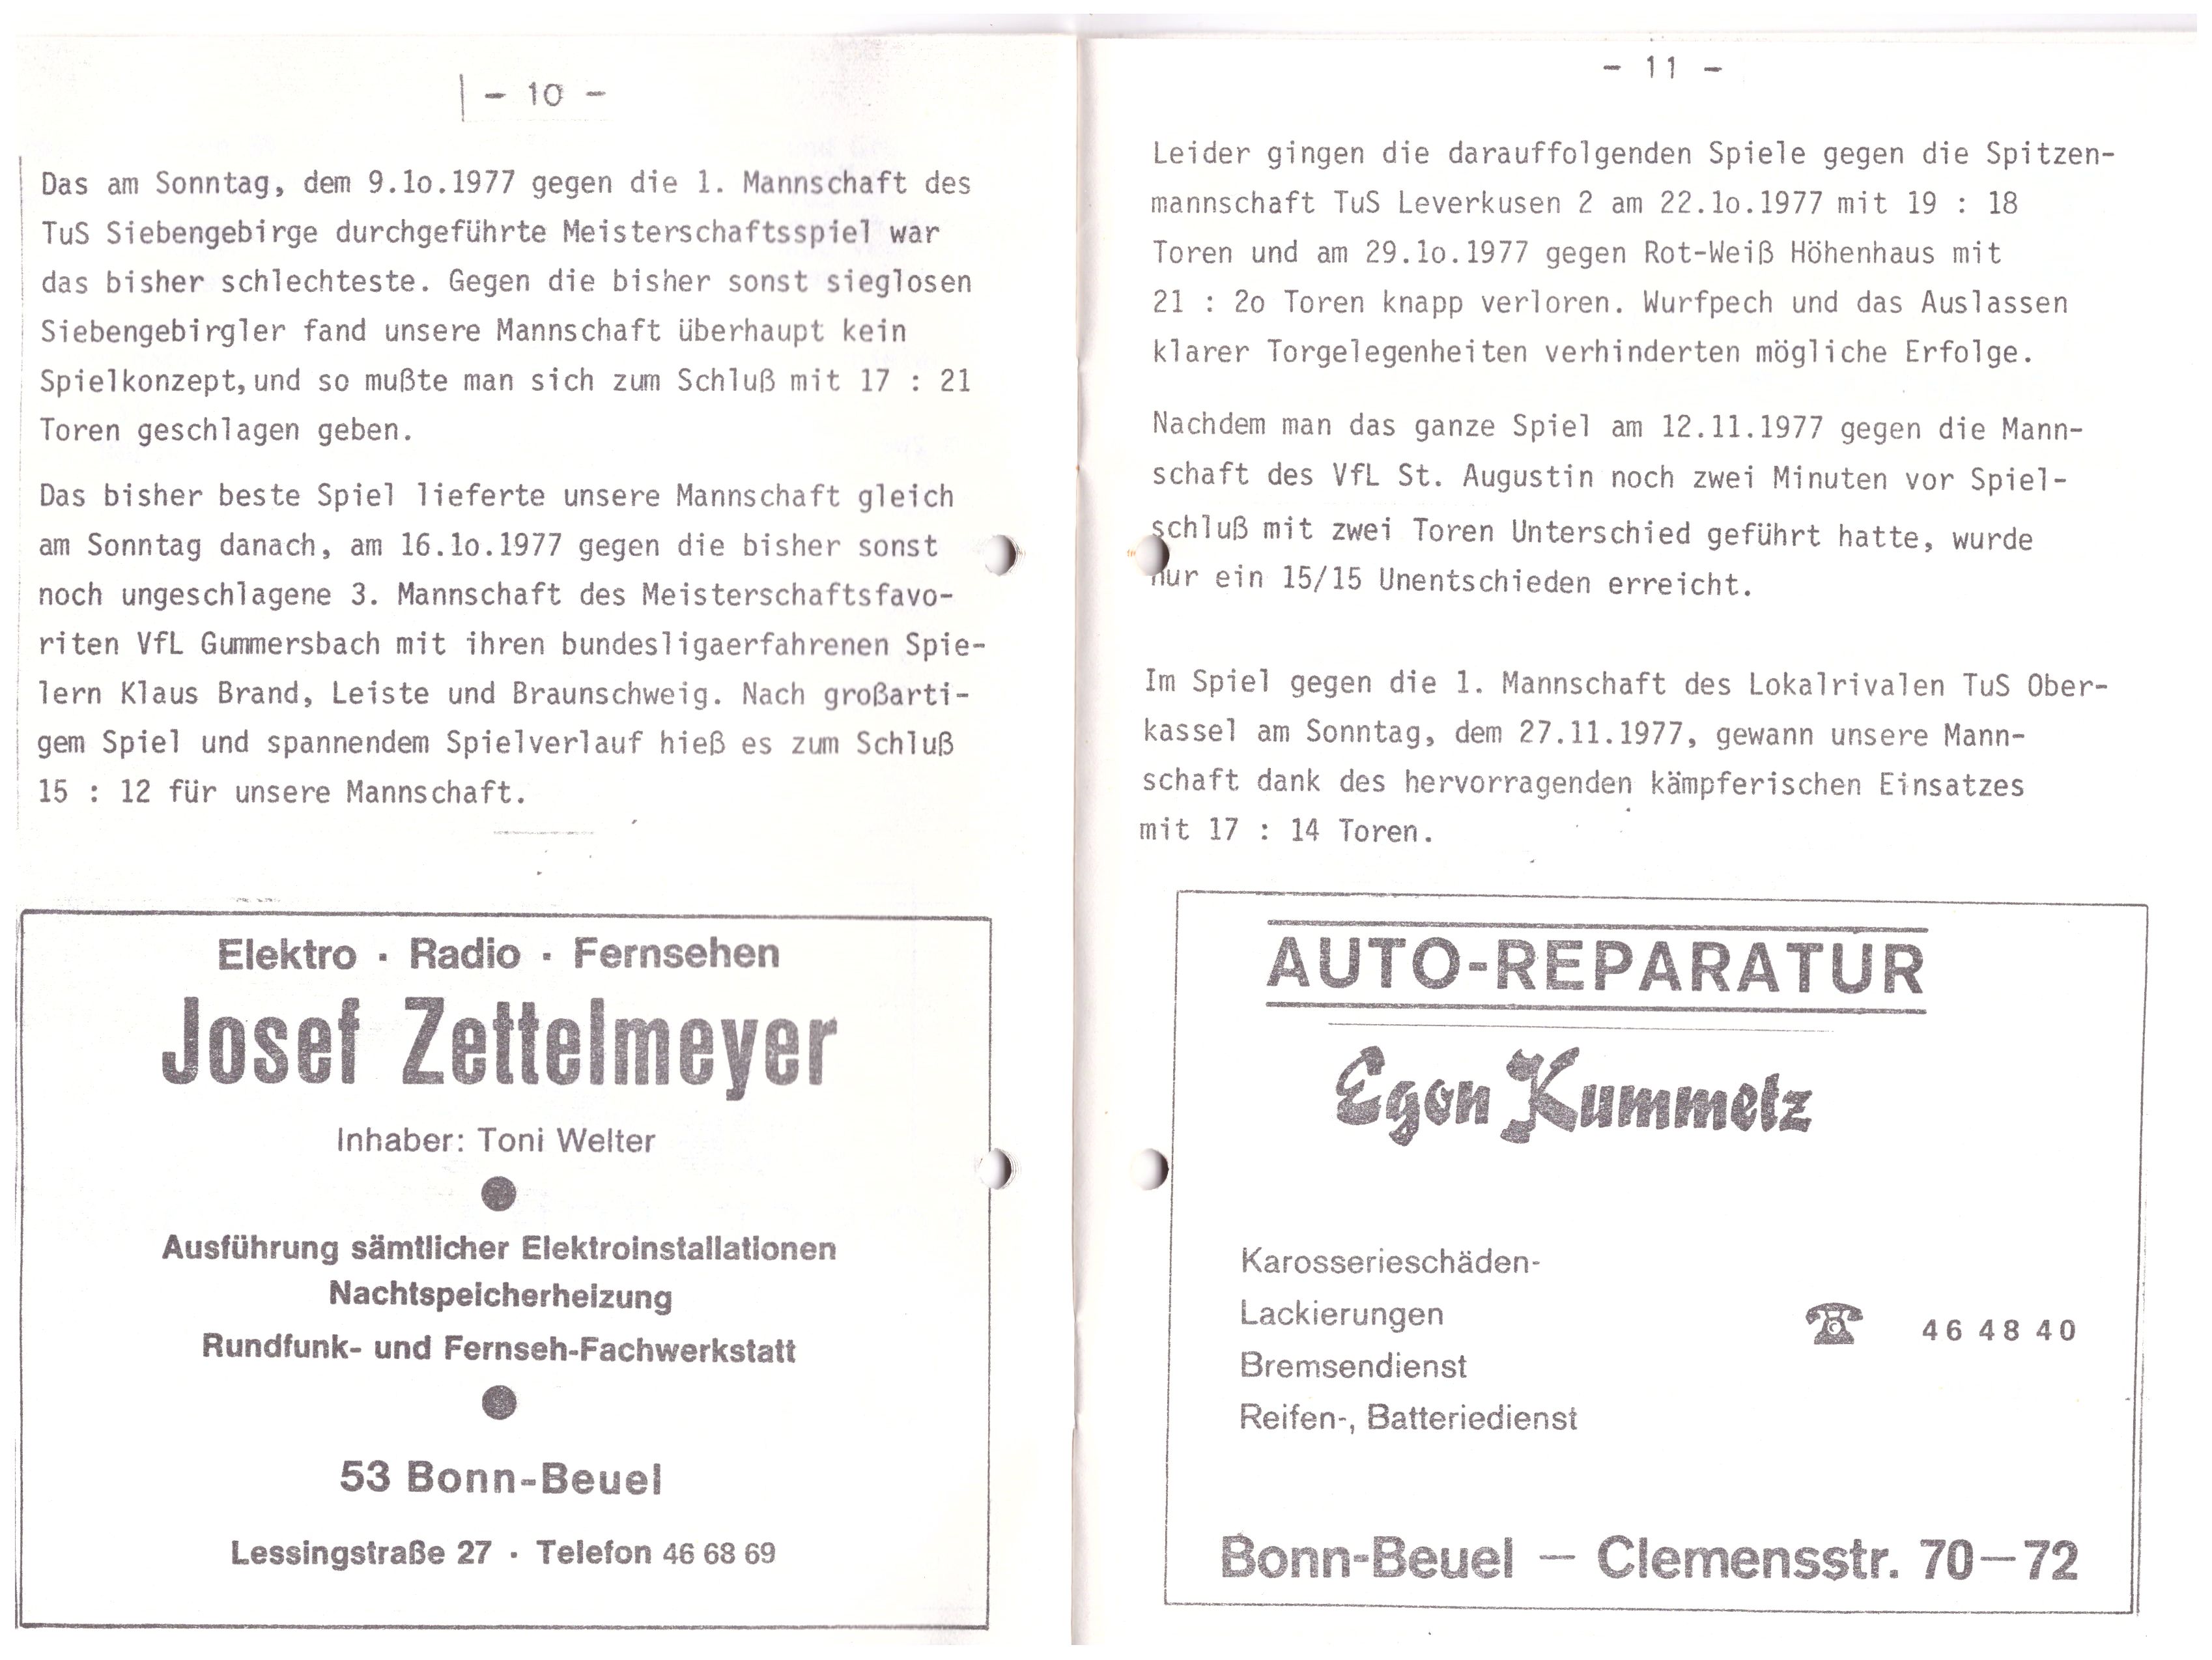 - 10 -
Das am Sonntag, dem 9.1o.1977 gegen die 1. Mannschaft des
TuS Siebengebirge durchgeführte Meisterschaftsspiel war
das bisher schlechteste. Gegen die bisher sonst sieglosen
Siebengebirgler fand unsere Mannschaft überhaupt kein
Spielkonzept,und so mußte man sich zum Schluß mit 17 : 21
Toren geschlagen geben.
Das bisher beste Spiel lieferte unsere Mannschaft gleich
am Sonntag danach, am 16.1o.1977 gegen die bisher sonst
noch ungeschlagene 3. Mannschaft des Meisterschaftsfavo-
riten VfL Gummersbach mit ihren bundesligaerfahrenen Spie-
lern Klaus Brand, Leiste und Braunschweig. Nach großarti-
gem Spiel und spannendem Spielverlauf hieß es zum Schluß
15 : 12 für unsere Mannschaft.
Elektro · Radio · Fernsehen
Josef Zettelmeyer
Inhaber: Toni Welter
Ausführung sämtlicher Elektroinstallationen
Nachtspeicherheizung
Rundfunk- und Fernseh-Fachwerkstatt
53 Bonn-Beuel
Lessingstraße 27 · Telefon 46 68 69
- 11 -
Leider gingen die darauffolgenden Spiele gegen die Spitzen-
mannschaft TuS Leverkusen 2 am 22.1o.1977 mit 19 : 18
Toren und am 29.1o.1977 gegen Rot-Weiß Höhenhaus mit
21 : 2o Toren knapp verloren. Wurfpech und das Auslassen
klarer Torgelegenheiten verhinderten mögliche Erfolge.
Nachdem man das ganze Spiel am 12.11.1977 gegen die Mann-
schaft des VfL St. Augustin noch zwei Minuten vor Spiel-
schluß mit zwei Toren Unterschied geführt hatte, wurde
nur ein 15/15 Unentschieden erreicht.
Im Spiel gegen die 1. Mannschaft des Lokalrivalen TuS Ober-
kassel am Sonntag, dem 27.11.1977, gewann unsere Mann-
schaft dank des hervorragenden kämpferischen Einsatzes
mit 17 : 14 Toren.
AUTO-REPARATUR
Egon Kummetz
Karosserieschäden-
Lackierungen
Bremsendienst
Reifen-, Batteriedienst
46 48 40
Bonn-Beuel — Clemensstr. 70—72